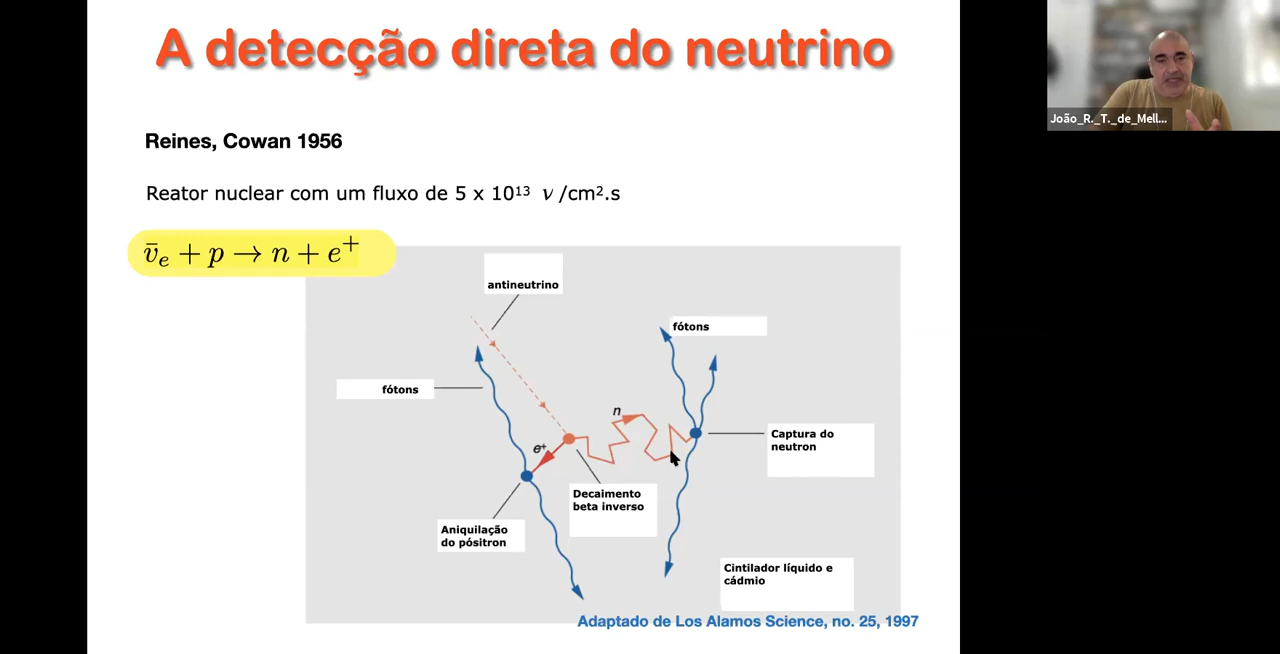 A detecção direta do neutrino
João_R._T._de_Mell...
Reines, Cowan 1956
Reator nuclear com um fluxo de 5 x 10¹³ ν /cm².s
ν̄ₑ + p → n + e⁺
antineutrino
fótons
fótons
n
e⁺
Captura do
neutron
Decaimento
beta inverso
Aniquilação
do pósitron
Cintilador líquido e
cádmio
Adaptado de Los Alamos Science, no. 25, 1997